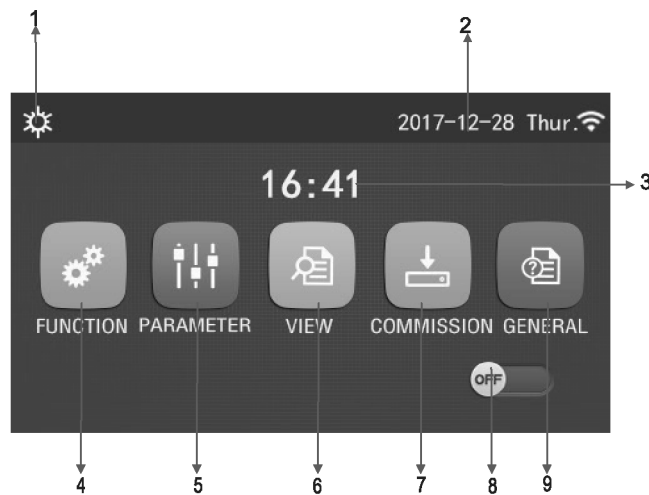 1 2
2017-12-28 Thur.
16:41 3
FUNCTION PARAMETER VIEW COMMISSION GENERAL
OFF
4 5 6 7 8 9